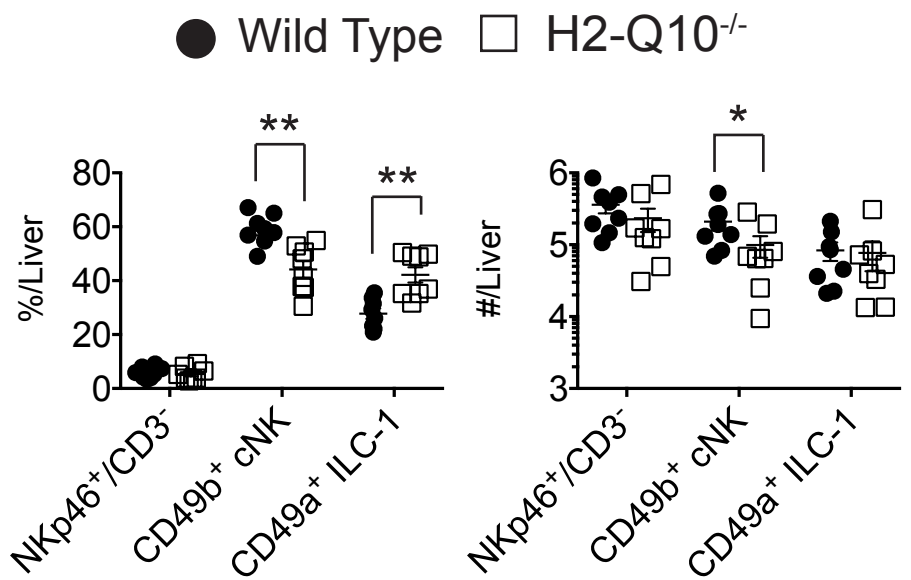 Wild Type H2-Q10-/-
**
**
80
60
40
20
0
%/Liver
NKp46+/CD3-
CD49b+ cNK
CD49a+ ILC-1
*
6
5
4
3
#/Liver
NKp46+/CD3-
CD49b+ cNK
CD49a+ ILC-1